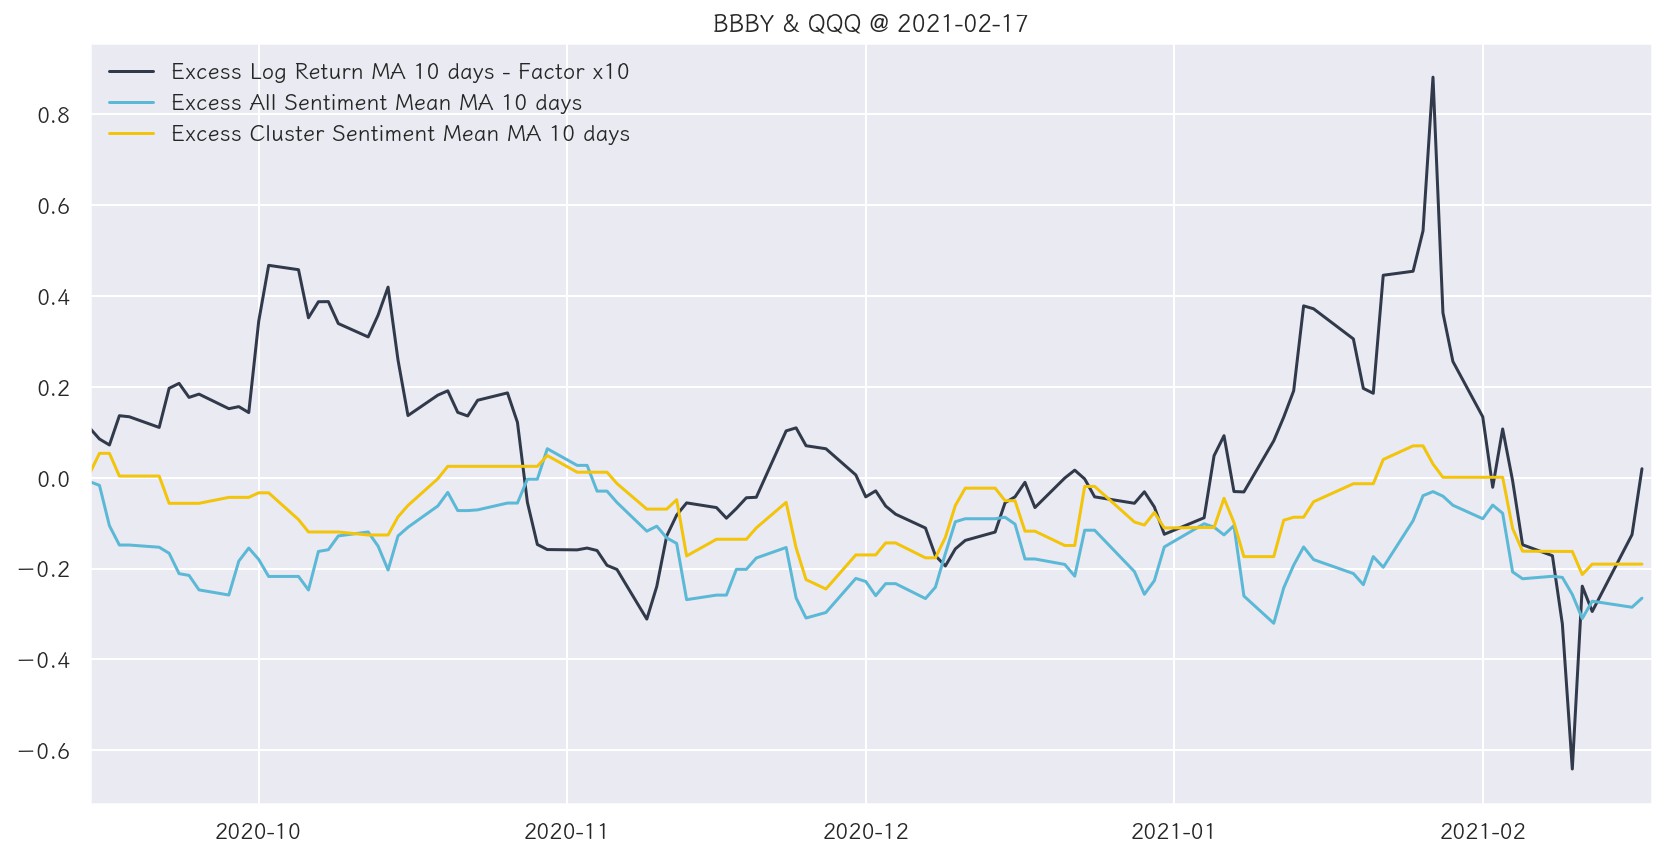 BBBY & QQQ @ 2021-02-17
Excess Log Return MA 10 days - Factor x10
Excess All Sentiment Mean MA 10 days
Excess Cluster Sentiment Mean MA 10 days
0.8
0.6
0.4
0.2
0.0
−0.2
−0.4
−0.6
2020-10 2020-11 2020-12 2021-01 2021-02